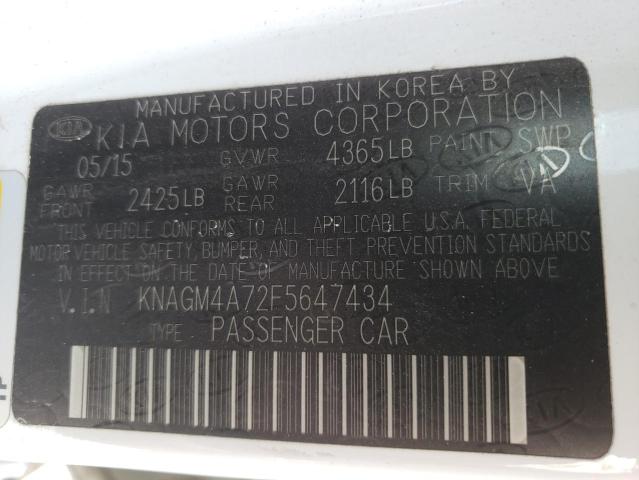 MANUFACTURED IN KOREA BY
KIA KIA MOTORS CORPORATION
05/15 GVWR 4365LB PAINT SWP
GAWR FRONT 2425LB GAWR REAR 2116LB TRIM VA
THIS VEHICLE CONFORMS TO ALL APPLICABLE U.S.A. FEDERAL
MOTOR VEHICLE SAFETY, BUMPER, AND THEFT PREVENTION STANDARDS
IN EFFECT ON THE DATE OF MANUFACTURE SHOWN ABOVE
V.I.N KNAGM4A72F5647434
TYPE PASSENGER CAR